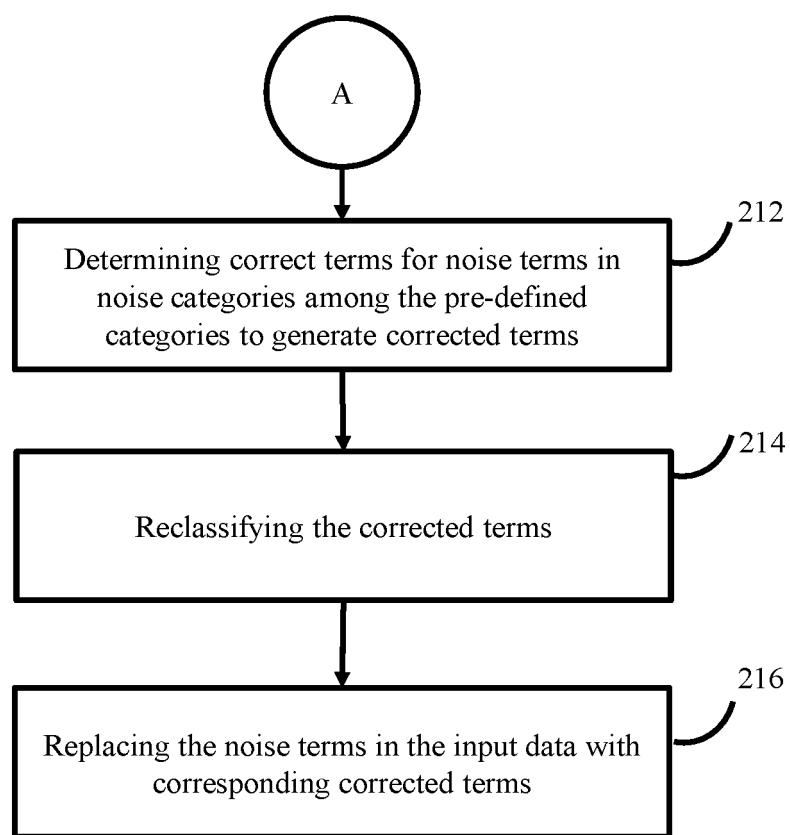 A
212
Determining correct terms for noise terms in
noise categories among the pre-defined
categories to generate corrected terms
214
Reclassifying the corrected terms
216
Replacing the noise terms in the input data with
corresponding corrected terms